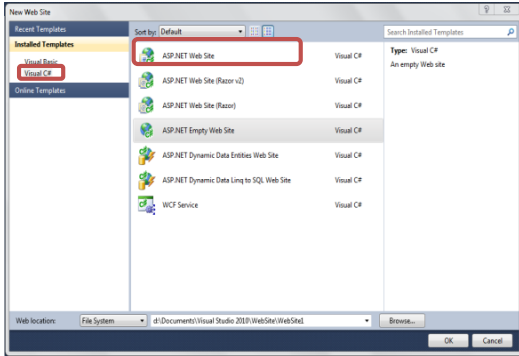 New Web Site
Recent Templates
Sort by: Default
Search Installed Templates
Installed Templates
Visual Basic
Visual C#
Online Templates
ASP.NET Web Site Visual C#
ASP.NET Web Site (Razor v2) Visual C#
ASP.NET Web Site (Razor) Visual C#
ASP.NET Empty Web Site Visual C#
ASP.NET Dynamic Data Entities Web Site Visual C#
ASP.NET Dynamic Data Linq to SQL Web Site Visual C#
WCF Service Visual C#
Type: Visual C#
An empty Web site
Web location: File System d:\Documents\Visual Studio 2010\WebSite\WebSite1 Browse...
OK Cancel